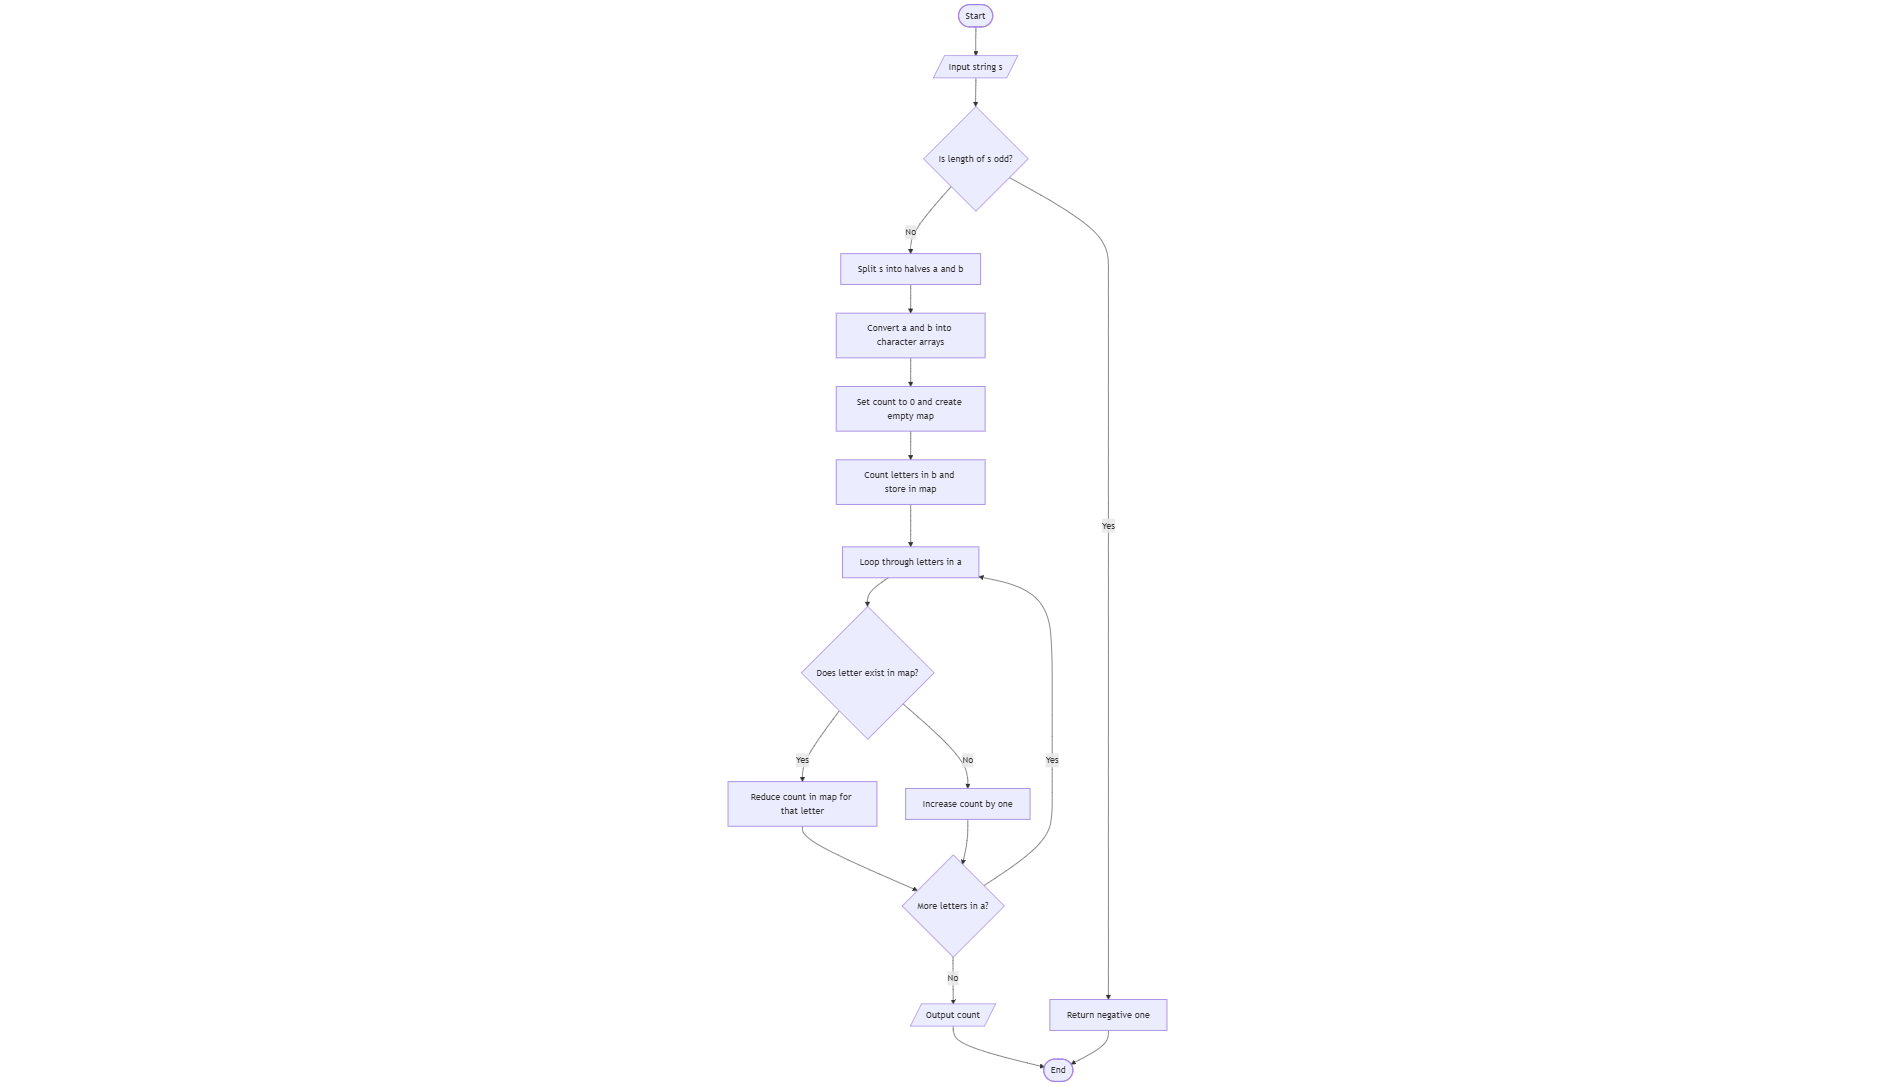 Start
Input string s
Is length of s odd?
No
Split s into halves a and b
Convert a and b into
character arrays
Set count to 0 and create
empty map
Count letters in b and
store in map
Yes
Loop through letters in a
Does letter exist in map?
Yes
No
Yes
Reduce count in map for
that letter
Increase count by one
More letters in a?
No
Output count
Return negative one
End